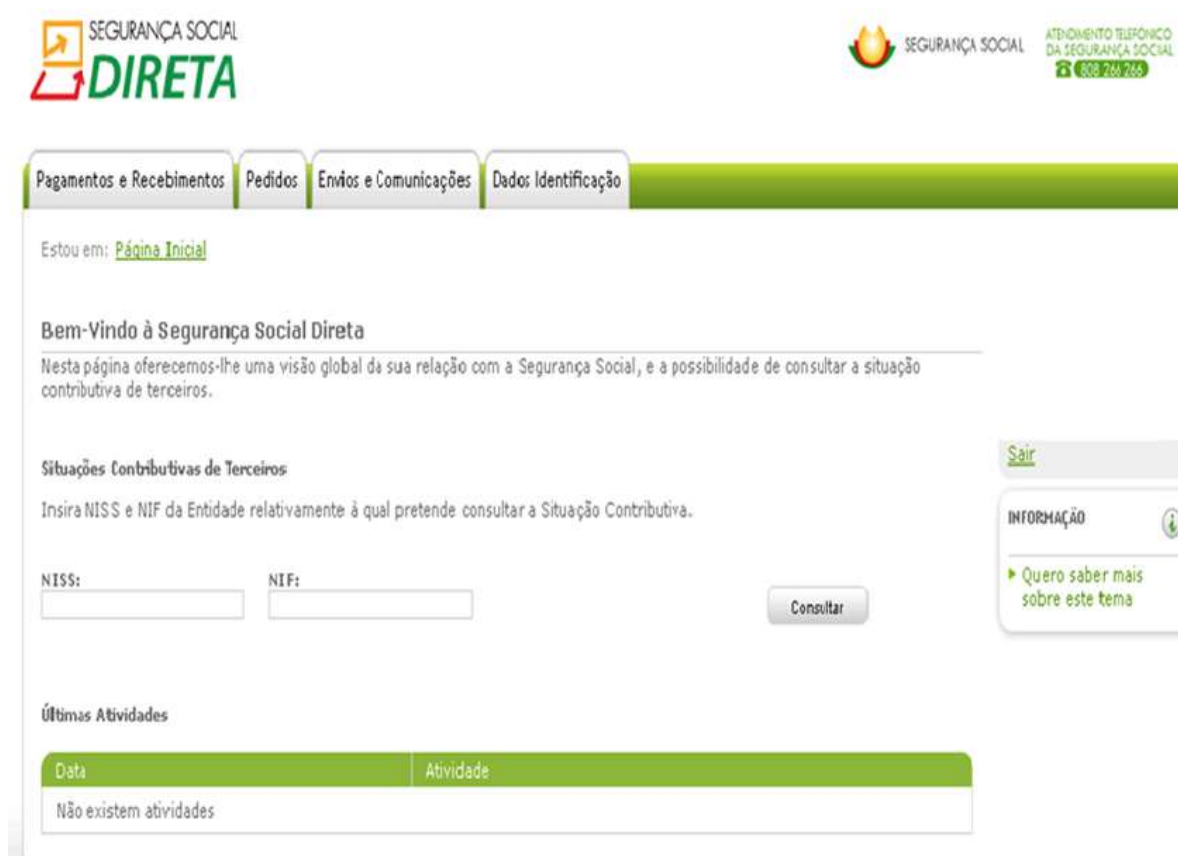 SEGURANÇA SOCIAL
DIRETA
SEGURANÇA SOCIAL
ATENDIMENTO TELEFÓNICO
DA SEGURANÇA SOCIAL
808 266 266
Pagamentos e Recebimentos
Pedidos
Envios e Comunicações
Dados Identificação
Estou em: Página Inicial
Bem-Vindo à Segurança Social Direta
Nesta página oferecemos-lhe uma visão global da sua relação com a Segurança Social, e a possibilidade de consultar a situação
contributiva de terceiros.
Situações Contributivas de Terceiros
Insira NISS e NIF da Entidade relativamente à qual pretende consultar a Situação Contributiva.
NISS:
NIF:
Consultar
Sair
INFORMAÇÃO
Quero saber mais
sobre este tema
Últimas Atividades
Data
Atividade
Não existem atividades